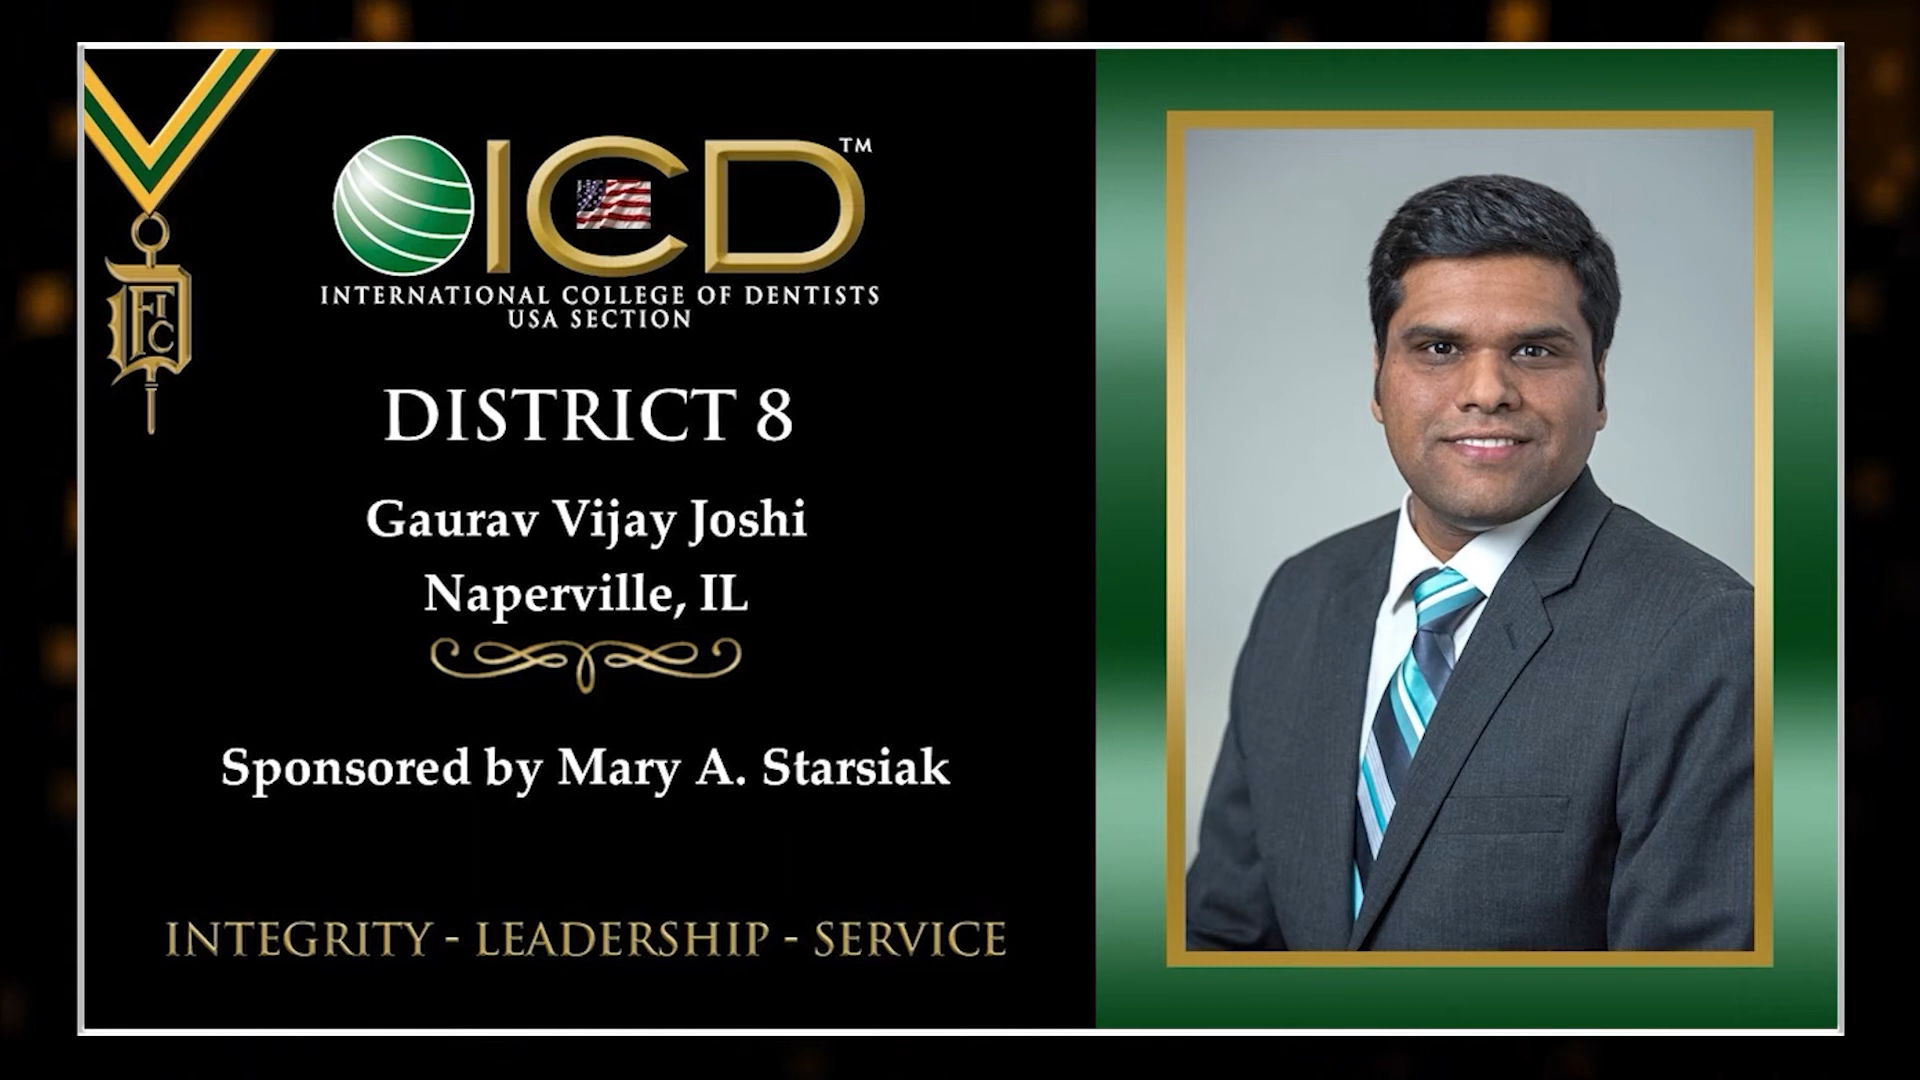 ICD™
INTERNATIONAL COLLEGE OF DENTISTS
USA SECTION
FICD
DISTRICT 8
Gaurav Vijay Joshi
Naperville, IL
Sponsored by Mary A. Starsiak
INTEGRITY - LEADERSHIP - SERVICE